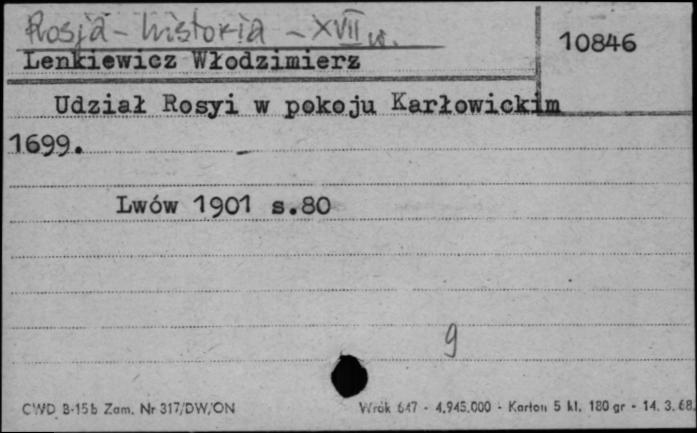 Rosja - historia - XVII w.
10846
Lenkiewicz Włodzimierz
Udział Rosyi w pokoju Karłowickim
1699.
Lwów 1901 s.80
9
CWD B-15b Zam. Nr 317/DW/ON
Wrók 647 - 4.945.000 - Karton 5 kl. 180 gr - 14. 3. 68.